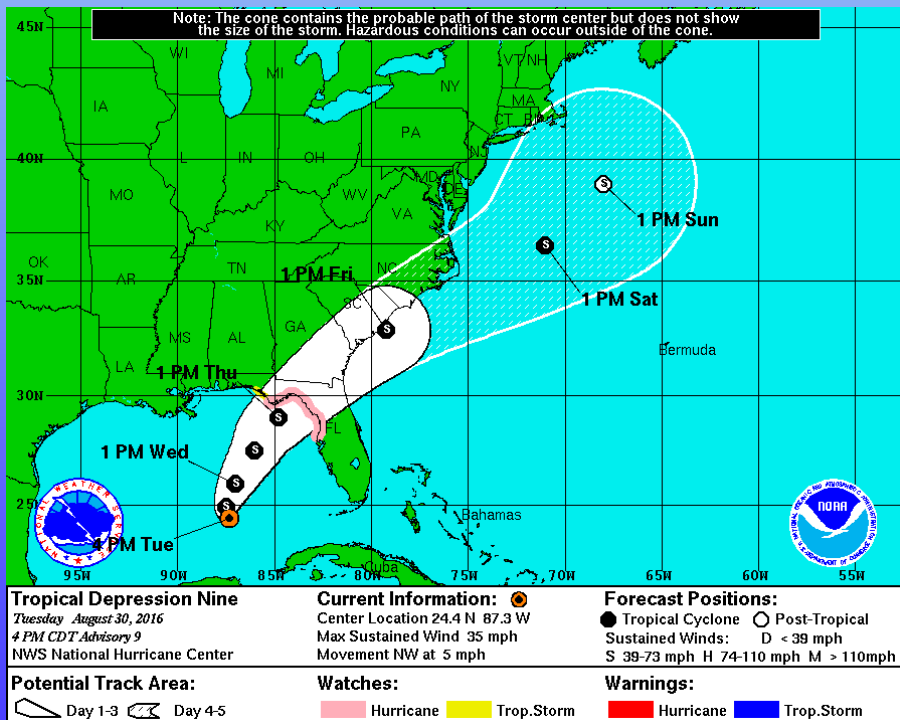 Note: The cone contains the probable path of the storm center but does not show
the size of the storm. Hazardous conditions can occur outside of the cone.
45N
WI
MI
VT
NH
NY
MA
IA
CT
PA
NJ
40N
IN
OH
MD
DE
MO
WV
1 PM Sun
KY
VA
OK
TN
AR
1 PM Fri
NC
35N
1 PM Sat
SC
MS
AL
GA
Bermuda
LA
1 PM Thu
30N
FL
1 PM Wed
25N
NATIONAL WEATHER SERVICE
Bahamas
NOAA
4 PM Tue
Cuba
95W 90W 85W 80W 75W 70W 65W 60W 55W
Tropical Depression Nine
Tuesday August 30, 2016
4 PM CDT Advisory 9
NWS National Hurricane Center
Current Information:
Center Location 24.4 N 87.3 W
Max Sustained Wind 35 mph
Movement NW at 5 mph
Forecast Positions:
Tropical Cyclone Post-Tropical
Sustained Winds: D < 39 mph
S 39-73 mph H 74-110 mph M > 110mph
Potential Track Area:
Day 1-3 Day 4-5
Watches:
Hurricane Trop.Storm
Warnings:
Hurricane Trop.Storm